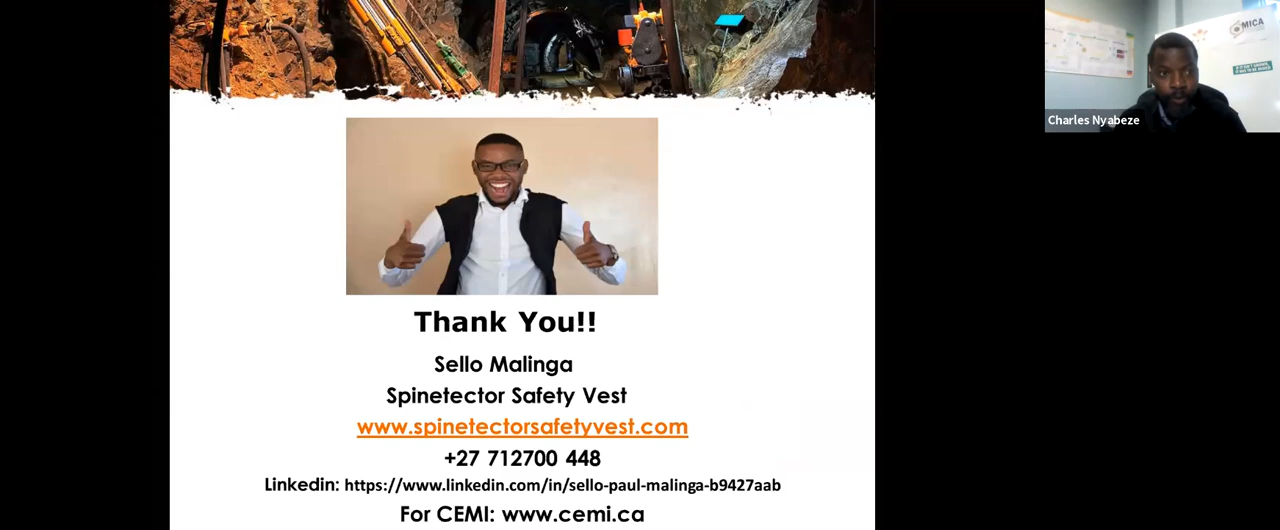 Thank You!!
Sello Malinga
Spinetector Safety Vest
www.spinetectorsafetyvest.com
+27 712700 448
Linkedin: https://www.linkedin.com/in/sello-paul-malinga-b9427aab
For CEMI: www.cemi.ca
MICA
Charles Nyabeze